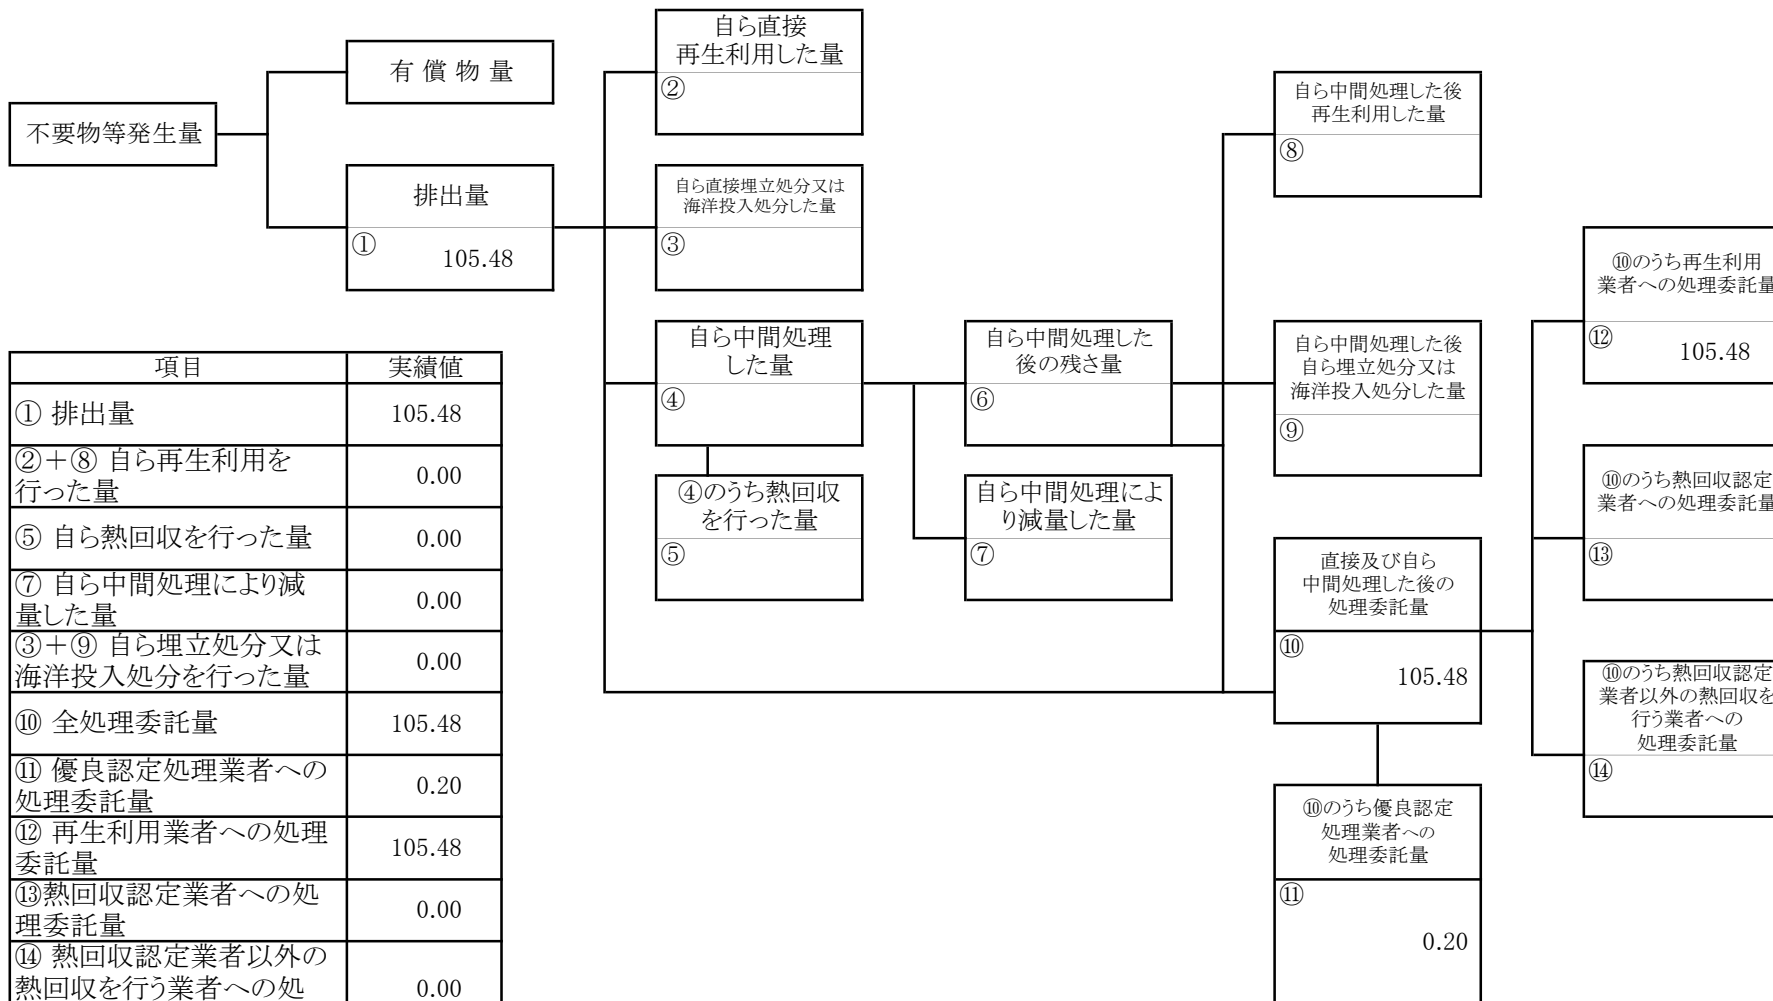 不要物等発生量
有 償 物 量
排出量
①
105.48
自ら直接
再生利用した量
②
自ら直接埋立処分又は
海洋投入処分した量
③
自ら中間処理
した量
④
④のうち熱回収
を行った量
⑤
自ら中間処理した
後の残さ量
⑥
自ら中間処理によ
り減量した量
⑦
自ら中間処理した後
再生利用した量
⑧
自ら中間処理した後
自ら埋立処分又は
海洋投入処分した量
⑨
直接及び自ら
中間処理した後の
処理委託量
⑩
105.48
⑩のうち優良認定
処理業者への
処理委託量
⑪
0.20
⑩のうち再生利用
業者への処理委託量
⑫
105.48
⑩のうち熱回収認定
業者への処理委託量
⑬
⑩のうち熱回収認定
業者以外の熱回収を
行う業者への
処理委託量
⑭
項目 実績値
① 排出量 105.48
②＋⑧ 自ら再生利用を
行った量 0.00
⑤ 自ら熱回収を行った量 0.00
⑦ 自ら中間処理により減
量した量 0.00
③＋⑨ 自ら埋立処分又は
海洋投入処分を行った量 0.00
⑩ 全処理委託量 105.48
⑪ 優良認定処理業者への
処理委託量 0.20
⑫ 再生利用業者への処理
委託量 105.48
⑬熱回収認定業者への処
理委託量 0.00
⑭ 熱回収認定業者以外の
熱回収を行う業者への処 0.00